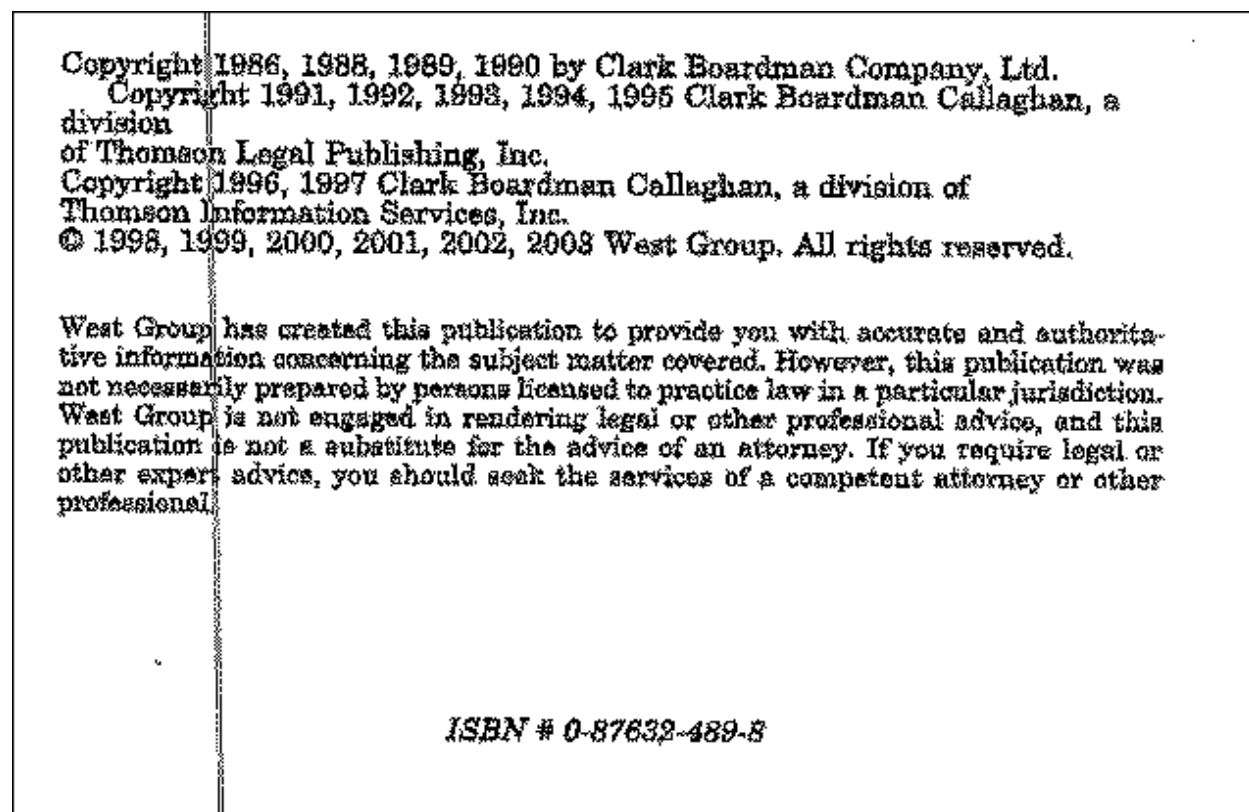 Copyright 1986, 1988, 1989, 1990 by Clark Boardman Company, Ltd.
Copyright 1991, 1992, 1993, 1994, 1995 Clark Boardman Callaghan, a
division
of Thomson Legal Publishing, Inc.
Copyright 1996, 1997 Clark Boardman Callaghan, a division of
Thomson Information Services, Inc.
© 1998, 1999, 2000, 2001, 2002, 2003 West Group. All rights reserved.
West Group has created this publication to provide you with accurate and authorita-
tive information concerning the subject matter covered. However, this publication was
not necessarily prepared by persons licensed to practice law in a particular jurisdiction.
West Group is not engaged in rendering legal or other professional advice, and this
publication is not a substitute for the advice of an attorney. If you require legal or
other expert advice, you should seek the services of a competent attorney or other
professional.
ISBN # 0-87632-489-8